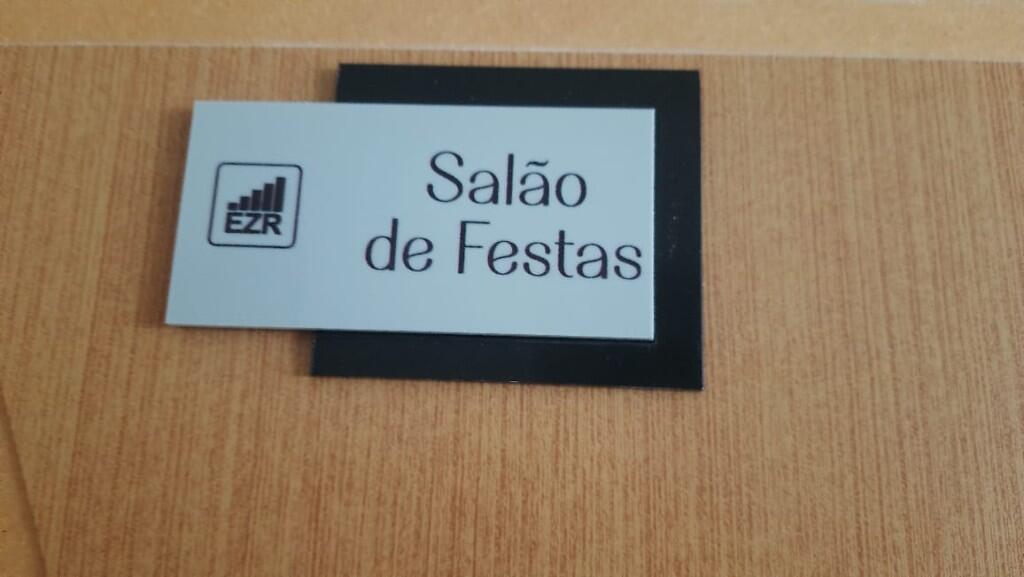 EZR
Salão
de Festas